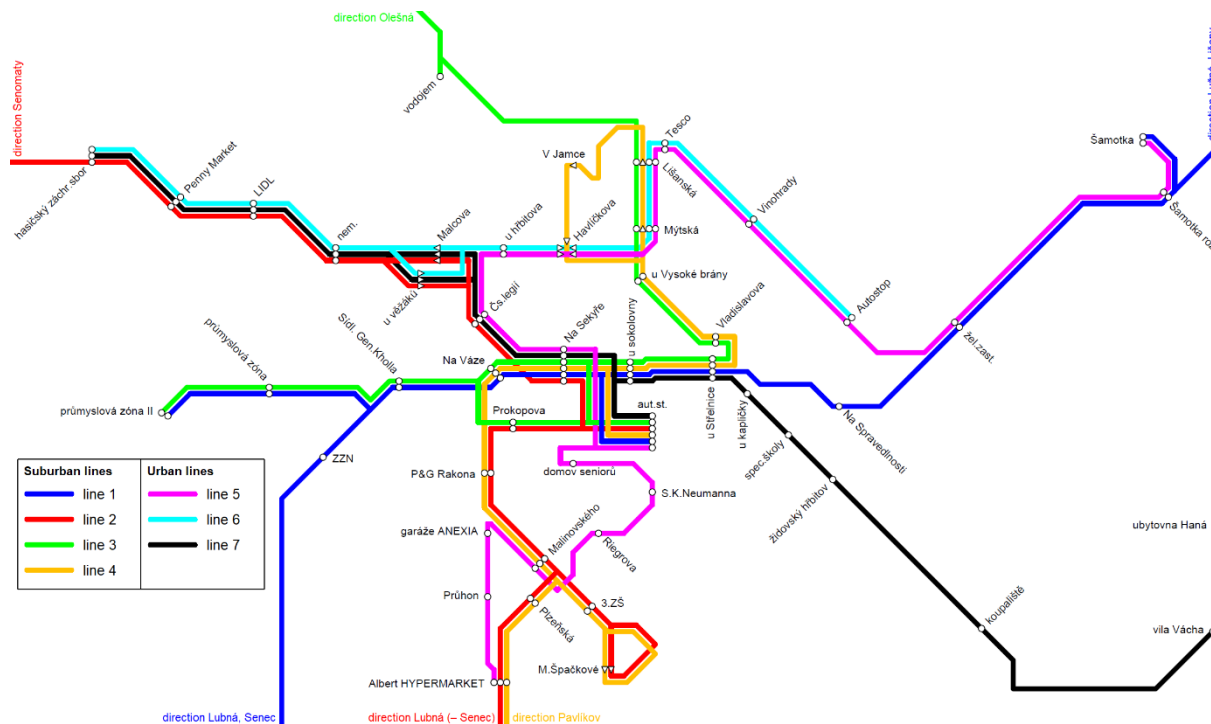 direction Olešná
direction Senomaty
direction Lužná, Lišany
vodojem
Tesco
Šamotka
V Jamce
Lišanská
hasičský záchr.sbor
Penny Market
LIDL
nem.
Malcova
u hřbitova
Havlíčkova
Mýtská
Vinohrady
Šamotka roz
u věžáků
Čs.legií
u Vysoké brány
Autostop
žel.zast.
průmyslová zóna
Sídl. Gen.Kholla
Na Váze
Na Sekyře
u sokolovny
Vladislavova
průmyslová zóna II
Prokopova
aut.st.
u Střelnice
u kapličky
Na Spravedlnosti
ZZN
P&G Rakona
domov seniorů
spec.školy
S.K.Neumanna
židovský hřbitov
Suburban lines
Urban lines
line 1
line 5
line 2
line 6
line 3
line 7
line 4
garáže ANEXIA
Malinovského
Riegrova
ubytovna Haná
Průhon
Plzeňská
3.ZŠ
koupaliště
vila Vácha
M.Špačkové
Albert HYPERMARKET
direction Lubná, Senec
direction Lubná (– Senec)
direction Pavlíkov